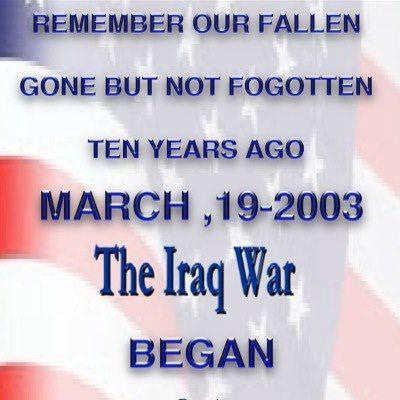 REMEMBER OUR FALLEN
GONE BUT NOT FOGOTTEN
TEN YEARS AGO
MARCH ,19-2003
The Iraq War
BEGAN